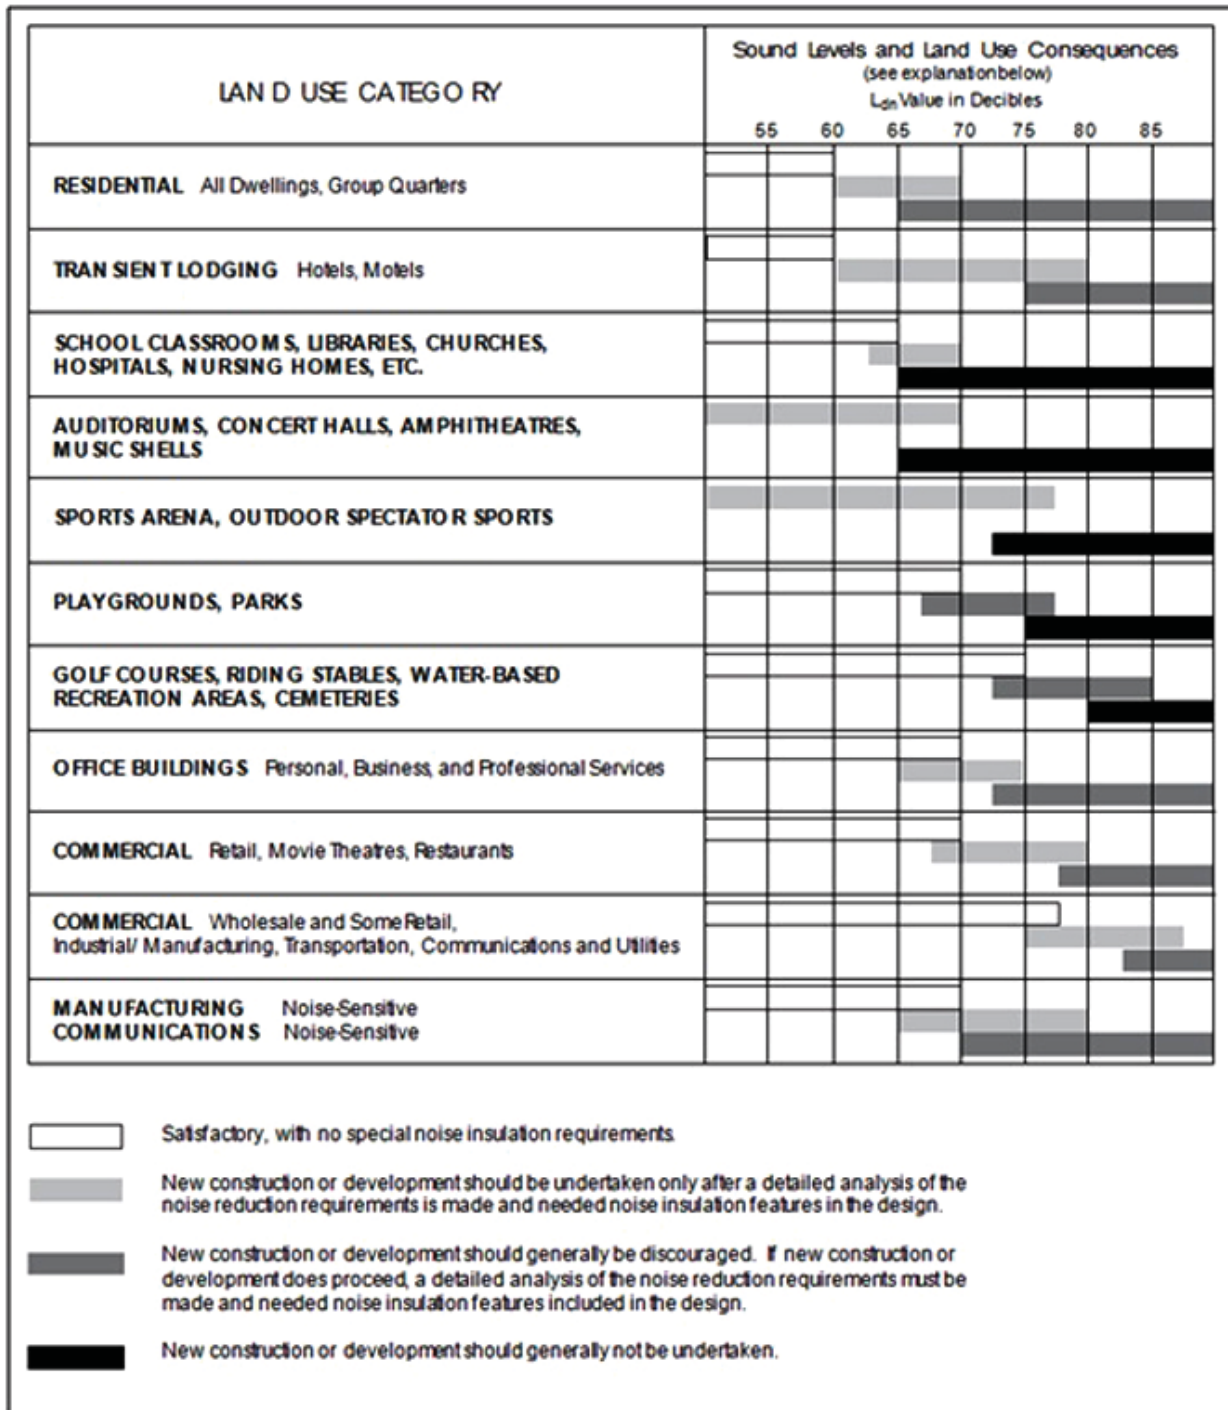 LAND USE CATEGORY
Sound Levels and Land Use Consequences
(see explanation below)
Ldn Value in Decibles
55 60 65 70 75 80 85
RESIDENTIAL All Dwellings, Group Quarters
TRANSIENT LODGING Hotels, Motels
SCHOOL CLASSROOMS, LIBRARIES, CHURCHES,
HOSPITALS, NURSING HOMES, ETC.
AUDITORIUMS, CONCERT HALLS, AMPHITHEATRES,
MUSIC SHELLS
SPORTS ARENA, OUTDOOR SPECTATOR SPORTS
PLAYGROUNDS, PARKS
GOLF COURSES, RIDING STABLES, WATER-BASED
RECREATION AREAS, CEMETERIES
OFFICE BUILDINGS Personal, Business, and Professional Services
COMMERCIAL Retail, Movie Theatres, Restaurants
COMMERCIAL Wholesale and Some Retail,
Industrial/ Manufacturing, Transportation, Communications and Utilities
MANUFACTURING Noise-Sensitive
COMMUNICATIONS Noise-Sensitive
Satisfactory, with no special noise insulation requirements.
New construction or development should be undertaken only after a detailed analysis of the
noise reduction requirements is made and needed noise insulation features in the design.
New construction or development should generally be discouraged. If new construction or
development does proceed, a detailed analysis of the noise reduction requirements must be
made and needed noise insulation features included in the design.
New construction or development should generally not be undertaken.